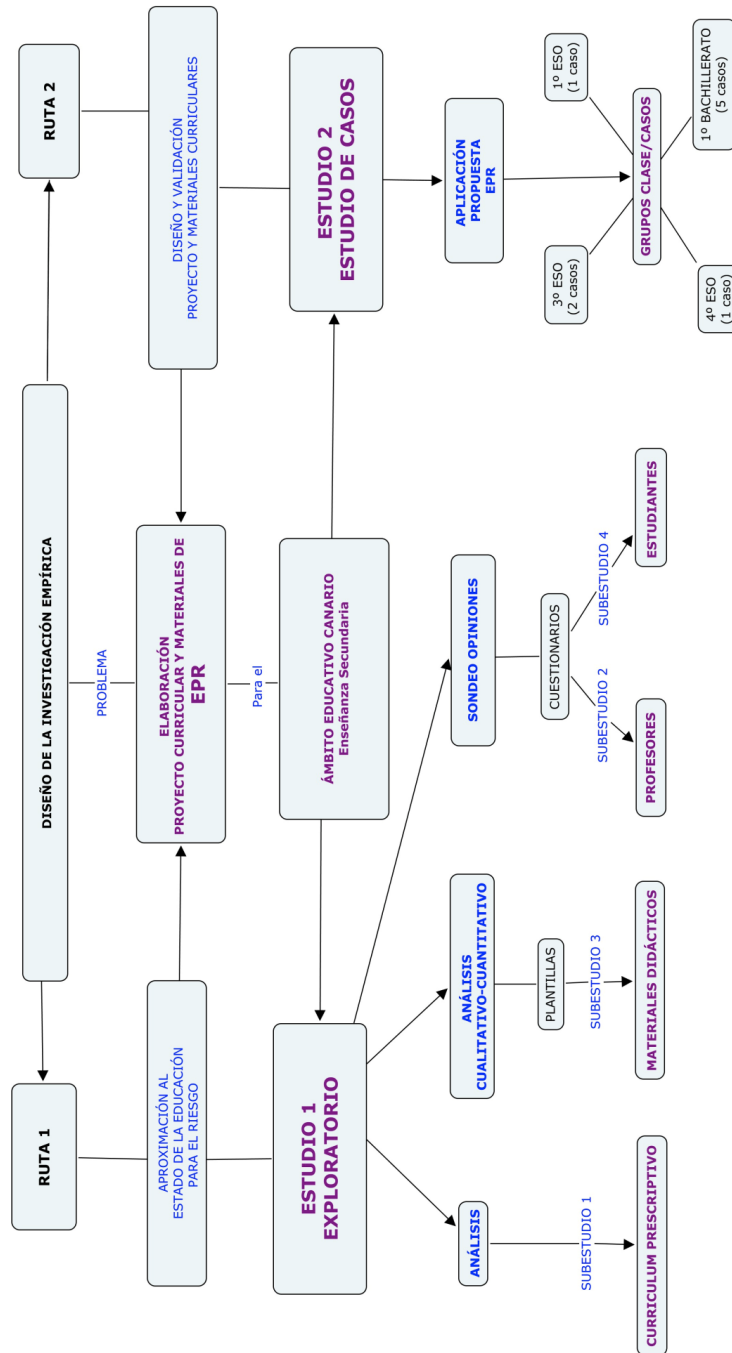 DISEÑO DE LA INVESTIGACIÓN EMPÍRICA
RUTA 1
PROBLEMA
RUTA 2
APROXIMACIÓN AL
ESTADO DE LA EDUCACIÓN
PARA EL RIESGO
ELABORACIÓN
PROYECTO CURRICULAR Y MATERIALES DE
EPR
DISEÑO Y VALIDACIÓN
PROYECTO Y MATERIALES CURRICULARES
Para el
ESTUDIO 1
EXPLORATORIO
ÁMBITO EDUCATIVO CANARIO
Enseñanza Secundaria
ESTUDIO 2
ESTUDIO DE CASOS
ANÁLISIS
ANÁLISIS
CUALITATIVO-CUANTITATIVO
SONDEO OPINIONES
APLICACIÓN
PROPUESTA
EPR
PLANTILLAS
CUESTIONARIOS
SUBESTUDIO 1
SUBESTUDIO 3
SUBESTUDIO 2
SUBESTUDIO 4
3º ESO
(2 casos)
1º ESO
(1 caso)
CURRICULUM PRESCRIPTIVO
MATERIALES DIDÁCTICOS
PROFESORES
ESTUDIANTES
GRUPOS CLASE/CASOS
4º ESO
(1 caso)
1º BACHILLERATO
(5 casos)